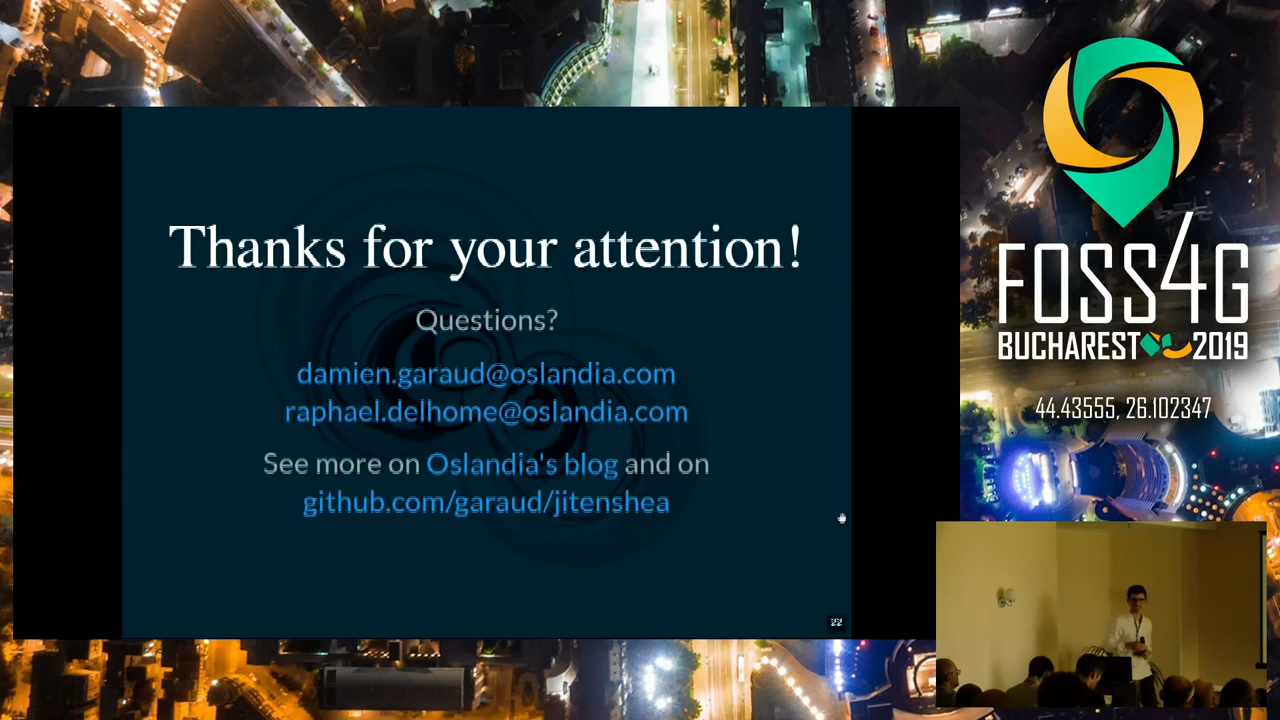 Thanks for your attention!
Questions?
damien.garaud@oslandia.com
raphael.delhome@oslandia.com
See more on Oslandia's blog and on
github.com/garaud/jitenshea
22
FOSS4G
BUCHAREST 2019
44.43555, 26.102347